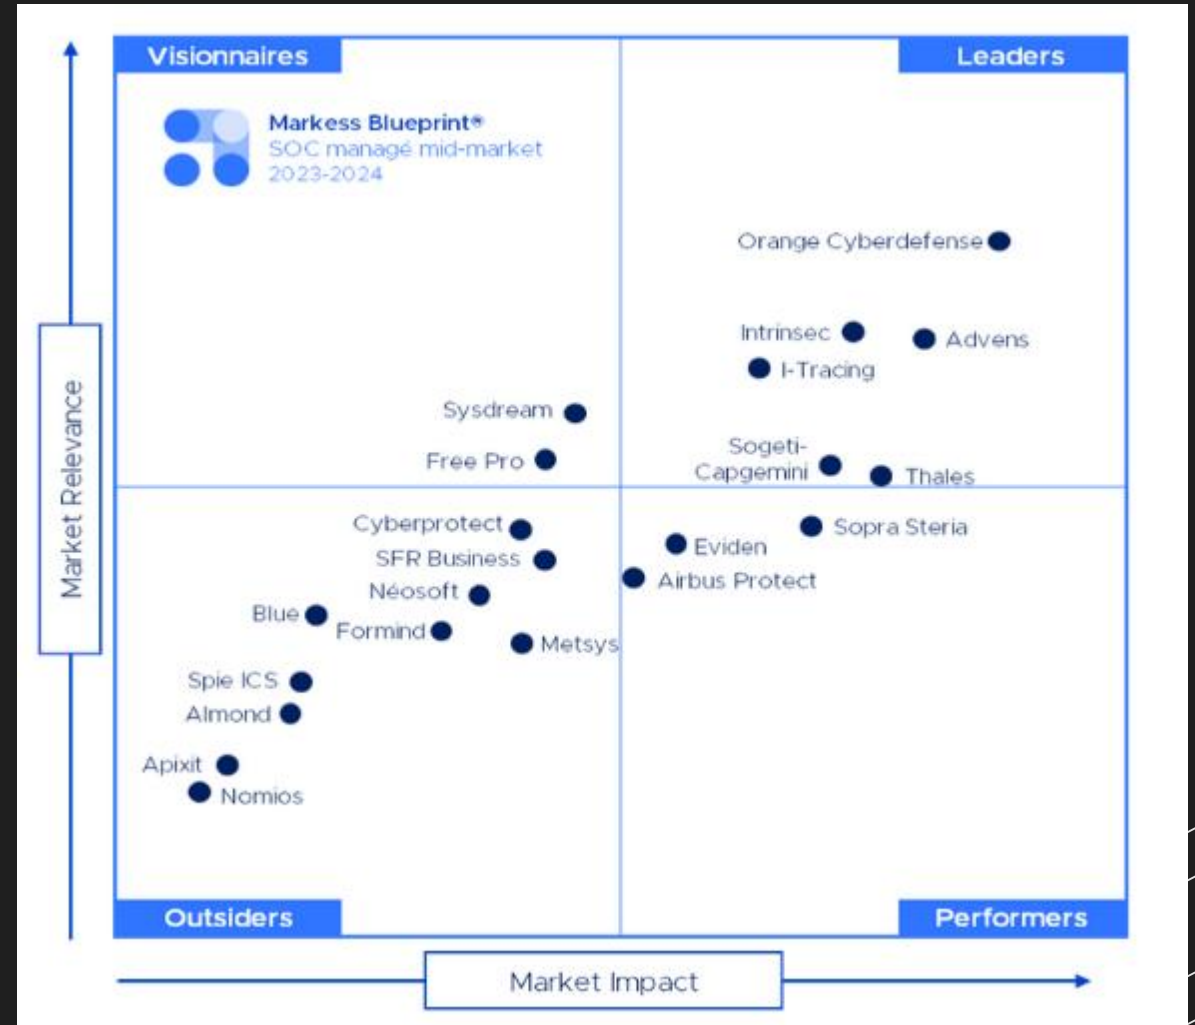 Visionnaires
Leaders
Markess Blueprint®
SOC managé mid-market
2023-2024
Orange Cyberdefense
Intrinsec
Advens
I-Tracing
Sysdream
Free Pro
Sogeti-
Capgemini
Thales
Cyberprotect
Sopra Steria
SFR Business
Eviden
Airbus Protect
Néosoft
Blue
Formind
Metsys
Spie ICS
Almond
Apixit
Nomios
Market Relevance
Outsiders
Performers
Market Impact